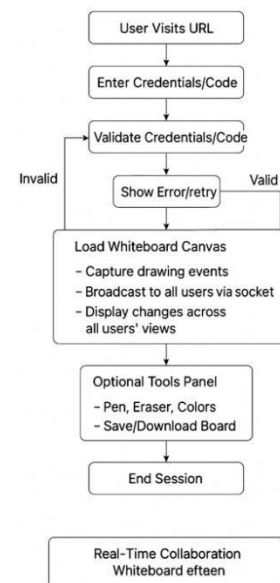 User Visits URL
Enter Credentials/Code
Validate Credentials/Code
Invalid
Valid
Show Error/retry
Load Whiteboard Canvas
– Capture drawing events
– Broadcast to all users via socket
– Display changes across
all users' views
Optional Tools Panel
– Pen, Eraser, Colors
– Save/Download Board
End Session
Real-Time Collaboration
Whiteboard efteen